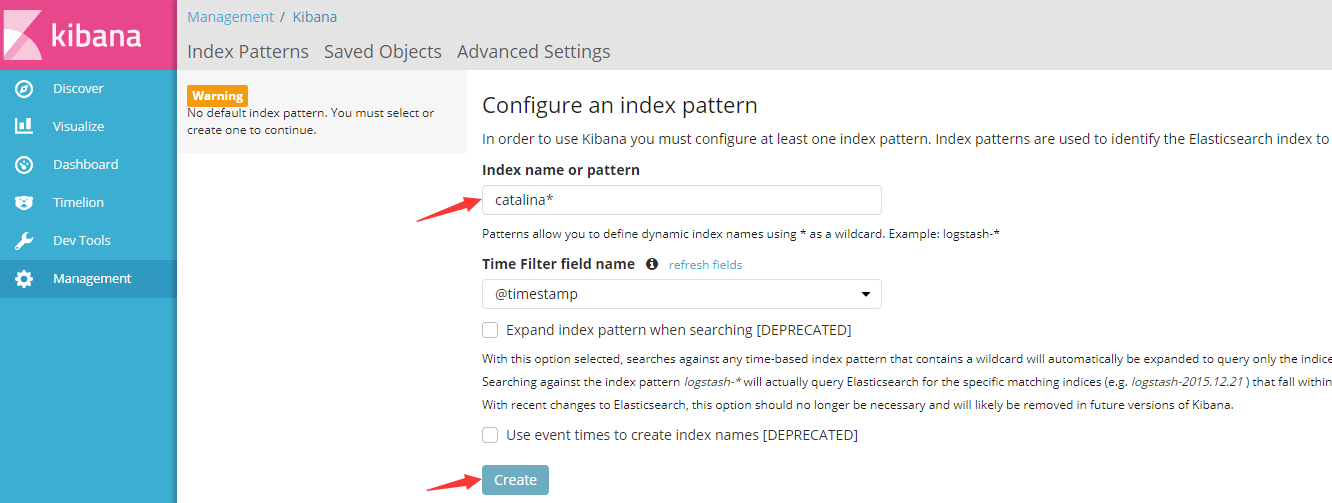 kibana
Discover
Visualize
Dashboard
Timelion
Dev Tools
Management
Management / Kibana
Index Patterns Saved Objects Advanced Settings
Warning
No default index pattern. You must select or
create one to continue.
Configure an index pattern
In order to use Kibana you must configure at least one index pattern. Index patterns are used to identify the Elasticsearch index to
Index name or pattern
catalina*
Patterns allow you to define dynamic index names using * as a wildcard. Example: logstash-*
Time Filter field name refresh fields
@timestamp
Expand index pattern when searching [DEPRECATED]
With this option selected, searches against any time-based index pattern that contains a wildcard will automatically be expanded to query only the indice
Searching against the index pattern logstash-* will actually query Elasticsearch for the specific matching indices (e.g. logstash-2015.12.21 ) that fall within
With recent changes to Elasticsearch, this option should no longer be necessary and will likely be removed in future versions of Kibana.
Use event times to create index names [DEPRECATED]
Create